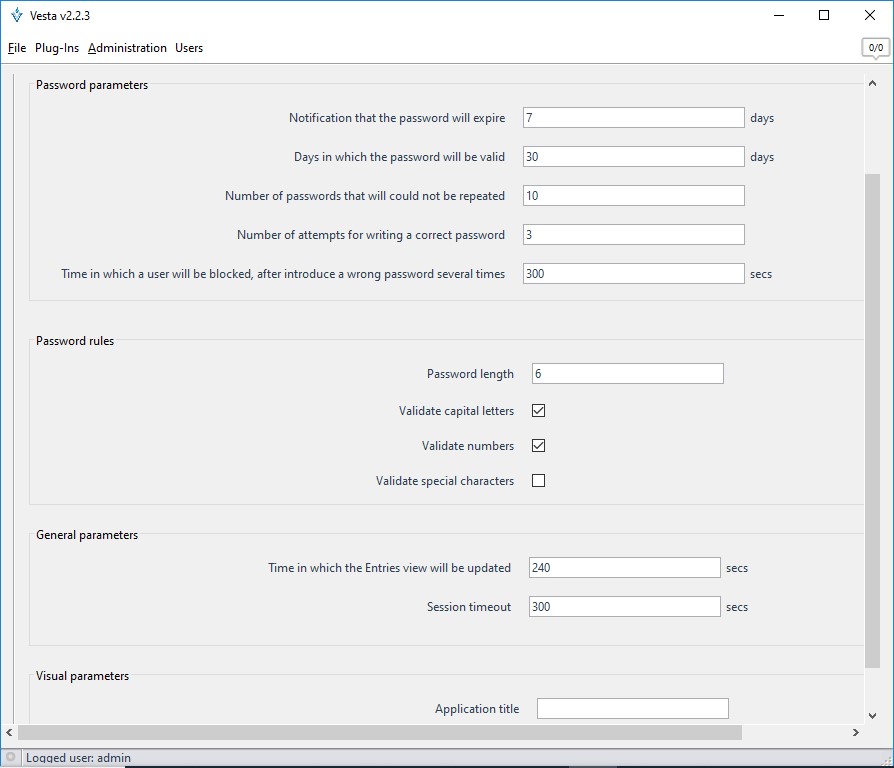 Vesta v2.2.3
File Plug-Ins Administration Users
0/0
Password parameters
Notification that the password will expire 7 days
Days in which the password will be valid 30 days
Number of passwords that will could not be repeated 10
Number of attempts for writing a correct password 3
Time in which a user will be blocked, after introduce a wrong password several times 300 secs
Password rules
Password length 6
Validate capital letters
Validate numbers
Validate special characters
General parameters
Time in which the Entries view will be updated 240 secs
Session timeout 300 secs
Visual parameters
Application title
Logged user: admin